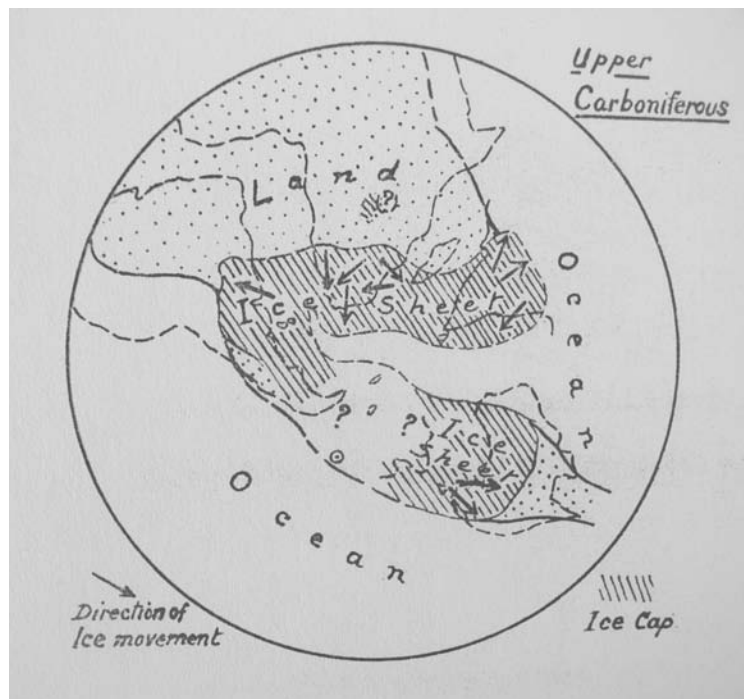 Upper
Carboniferous
Land
(?)
Ice Sheet
Ocean
?
?
Ice
Sheet
Ocean
Direction of
Ice movement
Ice Cap